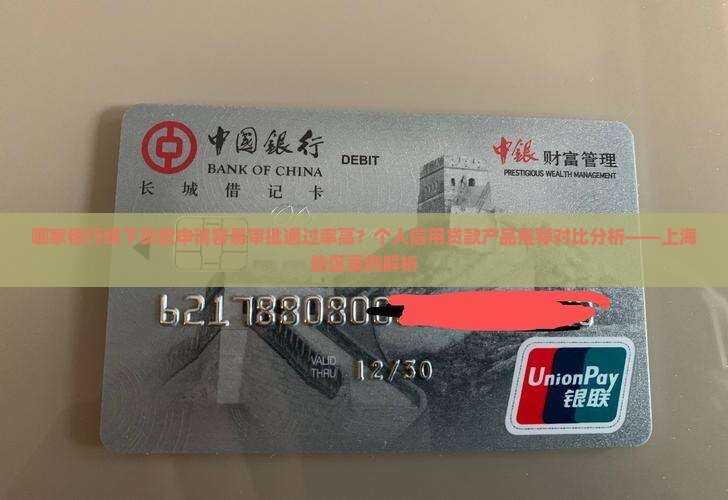 中国银行
BANK OF CHINA
DEBIT
中银 财富管理
PRESTIGIOUS WEALTH MANAGEMENT
长城借记卡
哪家银行线下贷款申请容易审批通过率高？个人信用贷款产品推荐对比分析——上海
地区案例解析
621788080
VALID
THRU 12/30
UnionPay
银联